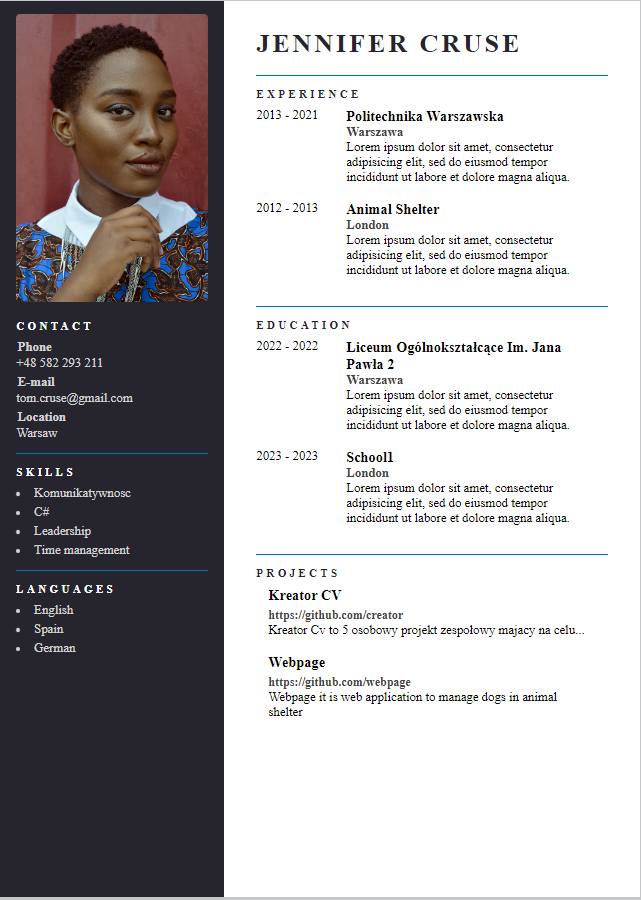 JENNIFER CRUSE
CONTACT
Phone
+48 582 293 211
E-mail
tom.cruse@gmail.com
Location
Warsaw
SKILLS
Komunikatywnosc
C#
Leadership
Time management
LANGUAGES
English
Spain
German
EXPERIENCE
2013 - 2021
Politechnika Warszawska
Warszawa
Lorem ipsum dolor sit amet, consectetur
adipisicing elit, sed do eiusmod tempor
incididunt ut labore et dolore magna aliqua.
2012 - 2013
Animal Shelter
London
Lorem ipsum dolor sit amet, consectetur
adipisicing elit, sed do eiusmod tempor
incididunt ut labore et dolore magna aliqua.
EDUCATION
2022 - 2022
Liceum Ogólnokształcące Im. Jana
Pawła 2
Warszawa
Lorem ipsum dolor sit amet, consectetur
adipisicing elit, sed do eiusmod tempor
incididunt ut labore et dolore magna aliqua.
2023 - 2023
School1
London
Lorem ipsum dolor sit amet, consectetur
adipisicing elit, sed do eiusmod tempor
incididunt ut labore et dolore magna aliqua.
PROJECTS
Kreator CV
https://github.com/creator
Kreator Cv to 5 osobowy projekt zespołowy majacy na celu...
Webpage
https://github.com/webpage
Webpage it is web application to manage dogs in animal
shelter